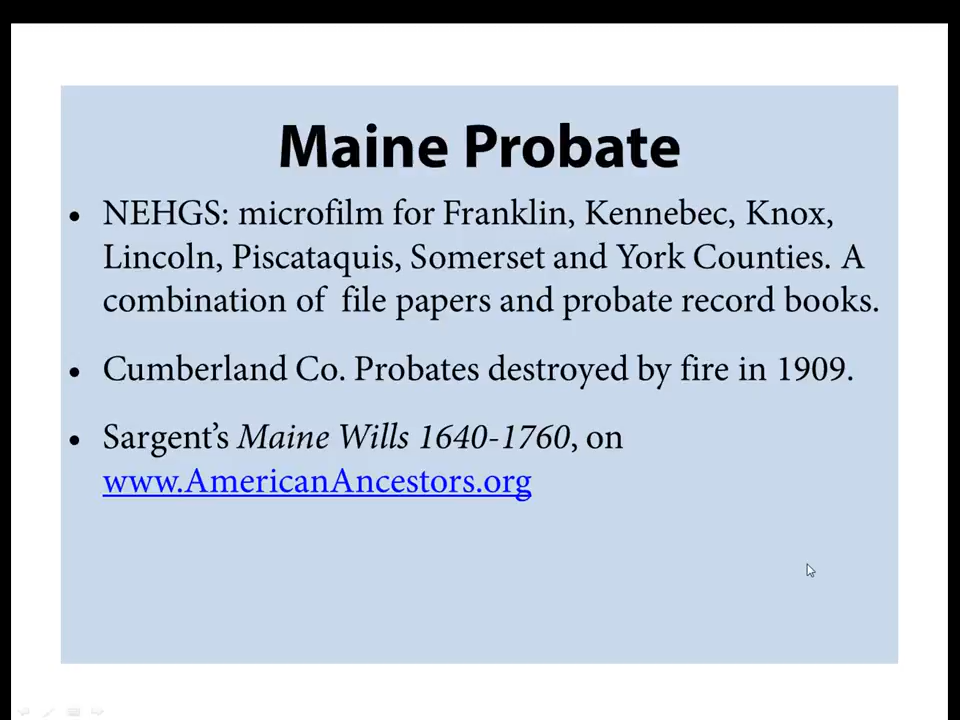 Maine Probate
• NEHGS: microfilm for Franklin, Kennebec, Knox,
Lincoln, Piscataquis, Somerset and York Counties. A
combination of  file papers and probate record books.
• Cumberland Co. Probates destroyed by fire in 1909.
• Sargent’s Maine Wills 1640-1760, on
www.AmericanAncestors.org